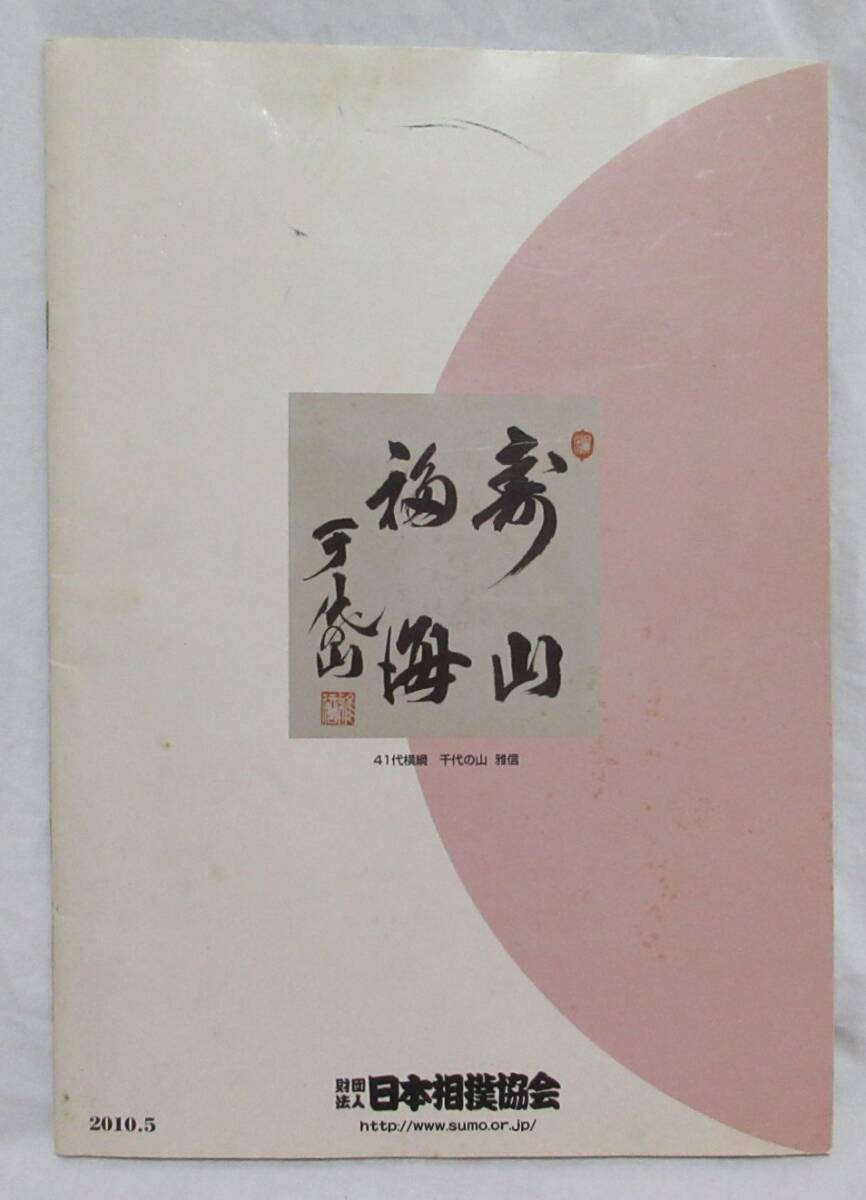 寿山
福海
千代の山
41代横綱　千代の山 雅信
財団法人 日本相撲協会
http://www.sumo.or.jp/
2010.5